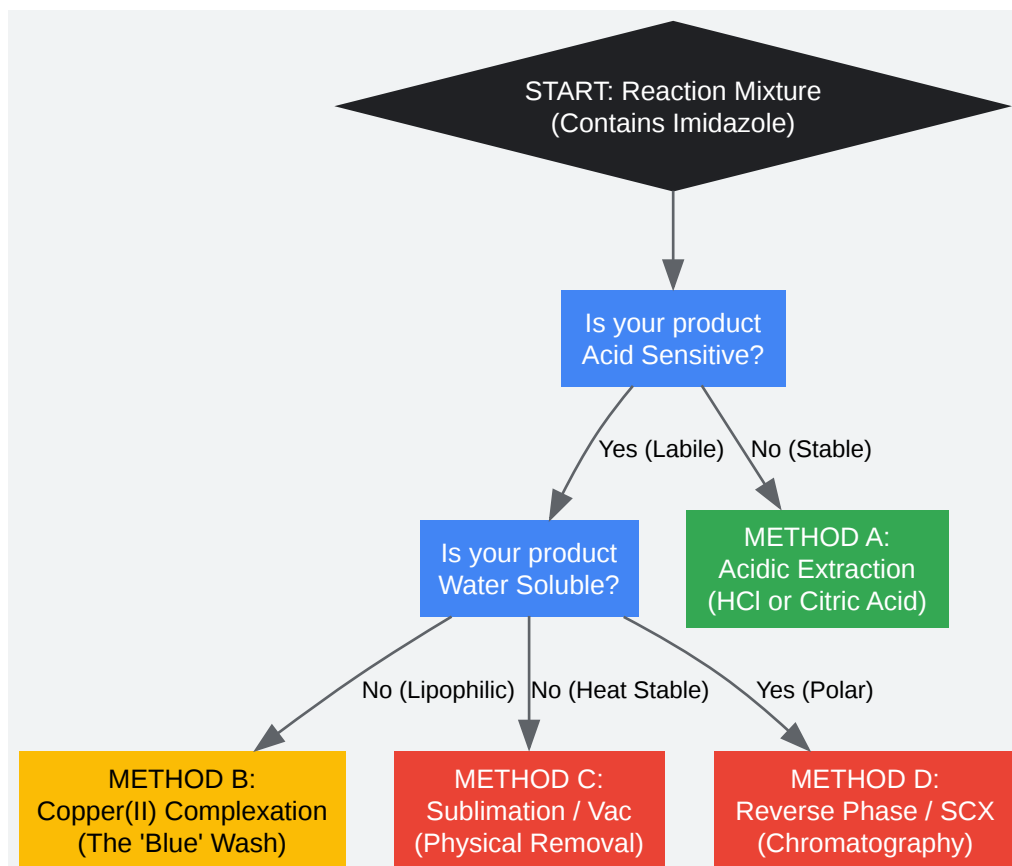 START: Reaction Mixture
(Contains Imidazole)
Is your product
Acid Sensitive?
Yes (Labile)
No (Stable)
METHOD A:
Acidic Extraction
(HCl or Citric Acid)
Is your product
Water Soluble?
No (Lipophilic)
No (Heat Stable)
Yes (Polar)
METHOD B:
Copper(II) Complexation
(The 'Blue' Wash)
METHOD C:
Sublimation / Vac
(Physical Removal)
METHOD D:
Reverse Phase / SCX
(Chromatography)